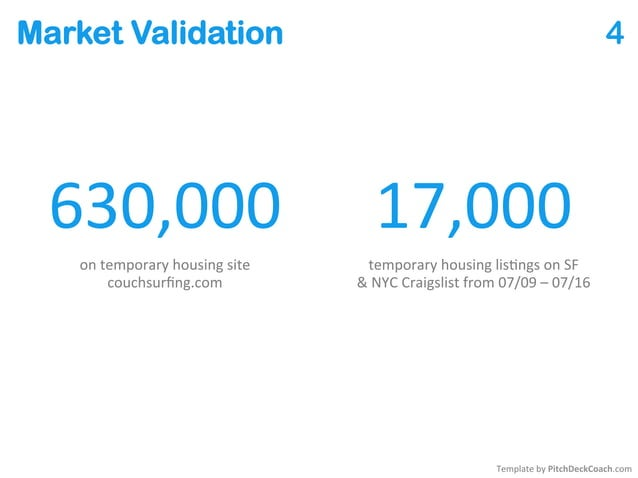 Market Validation
4
630,000
17,000
on temporary housing site
couchsurfing.com
temporary housing listings on SF
& NYC Craigslist from 07/09 – 07/16
Template by PitchDeckCoach.com